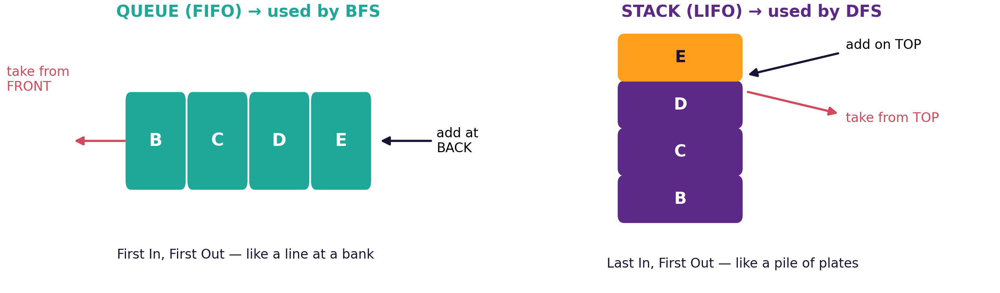 QUEUE (FIFO) → used by BFS
take from
FRONT
B
C
D
E
add at
BACK
First In, First Out — like a line at a bank
STACK (LIFO) → used by DFS
E
D
C
B
add on TOP
take from TOP
Last In, First Out — like a pile of plates